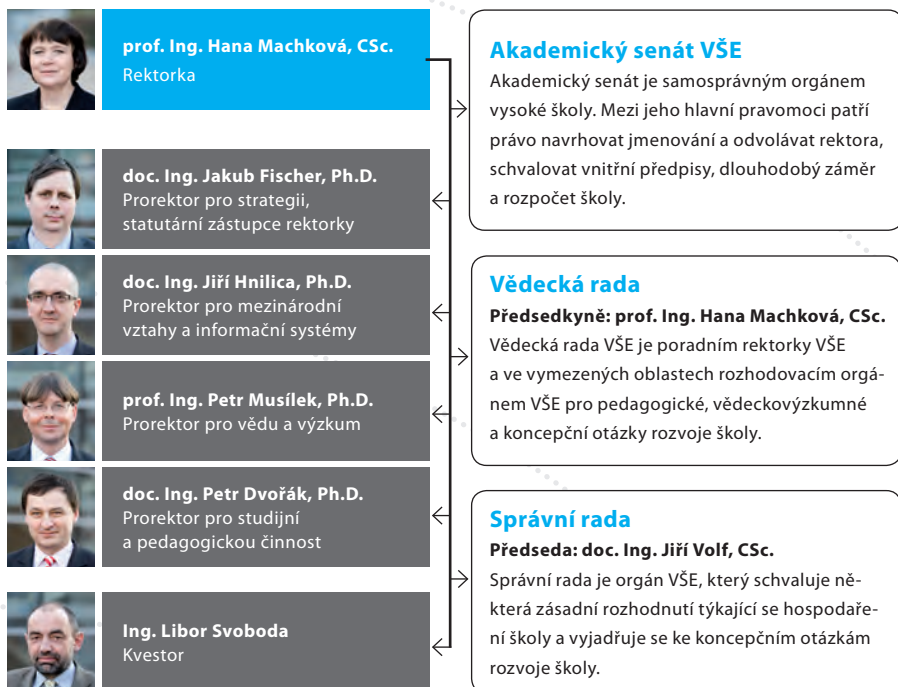 prof. Ing. Hana Machková, CSc.
Rektorka
doc. Ing. Jakub Fischer, Ph.D.
Prorektor pro strategii,
statutární zástupce rektorky
doc. Ing. Jiří Hnilica, Ph.D.
Prorektor pro mezinárodní
vztahy a informační systémy
prof. Ing. Petr Musílek, Ph.D.
Prorektor pro vědu a výzkum
doc. Ing. Petr Dvořák, Ph.D.
Prorektor pro studijní
a pedagogickou činnost
Ing. Libor Svoboda
Kvestor
Akademický senát VŠE
Akademický senát je samosprávným orgánem
vysoké školy. Mezi jeho hlavní pravomoci patří
právo navrhovat jmenování a odvolávat rektora,
schvalovat vnitřní předpisy, dlouhodobý záměr
a rozpočet školy.
Vědecká rada
Předsedkyně: prof. Ing. Hana Machková, CSc.
Vědecká rada VŠE je poradním rektorky VŠE
a ve vymezených oblastech rozhodovacím orgá-
nem VŠE pro pedagogické, vědeckovýzkumné
a koncepční otázky rozvoje školy.
Správní rada
Předseda: doc. Ing. Jiří Volf, CSc.
Správní rada je orgán VŠE, který schvaluje ně-
která zásadní rozhodnutí týkající se hospodaře-
ní školy a vyjadřuje se ke koncepčním otázkám
rozvoje školy.